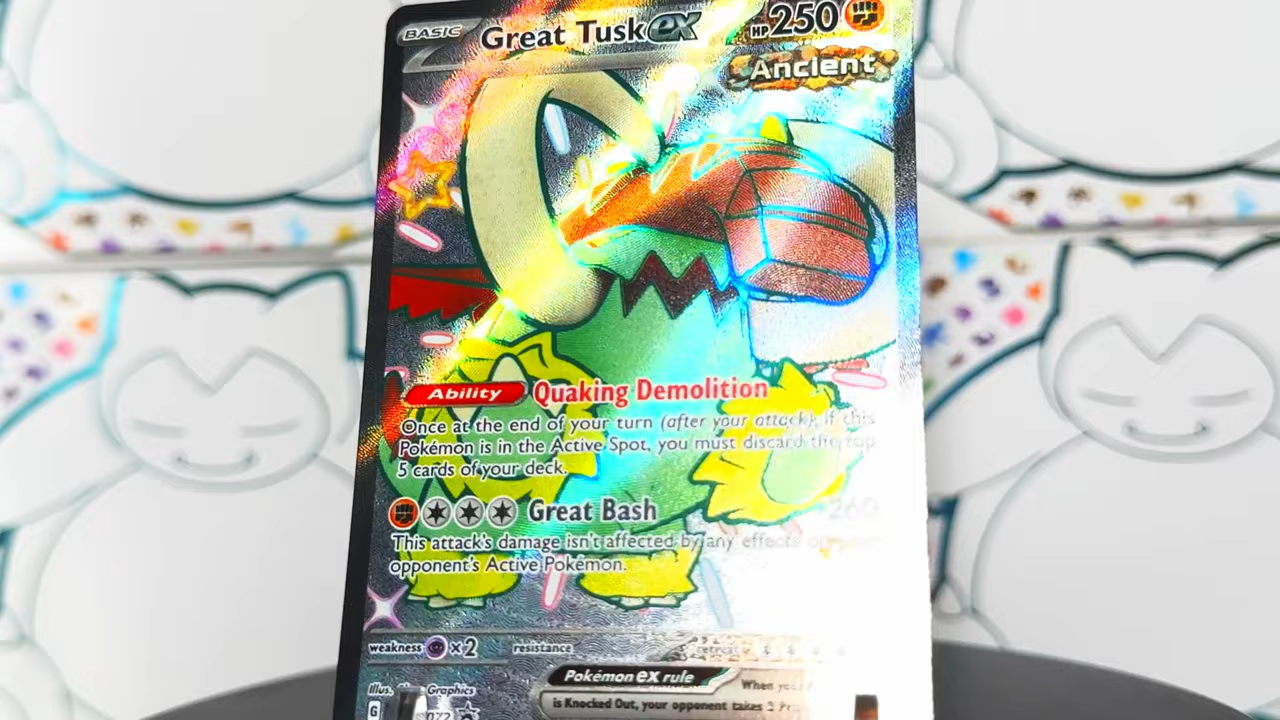 BASIC Great Tusk ex HP 250
Ancient
Ability Quaking Demolition
Once at the end of your turn (after your attack), if this
Pokémon is in the Active Spot, you must discard the top
5 cards of your deck.
Great Bash 260
This attack's damage isn't affected by any effects
opponent's Active Pokémon.
weakness ×2 resistance retreat
Pokémon ex rule When
is Knocked Out, your opponent takes 2
Illus. Graphics
G 072